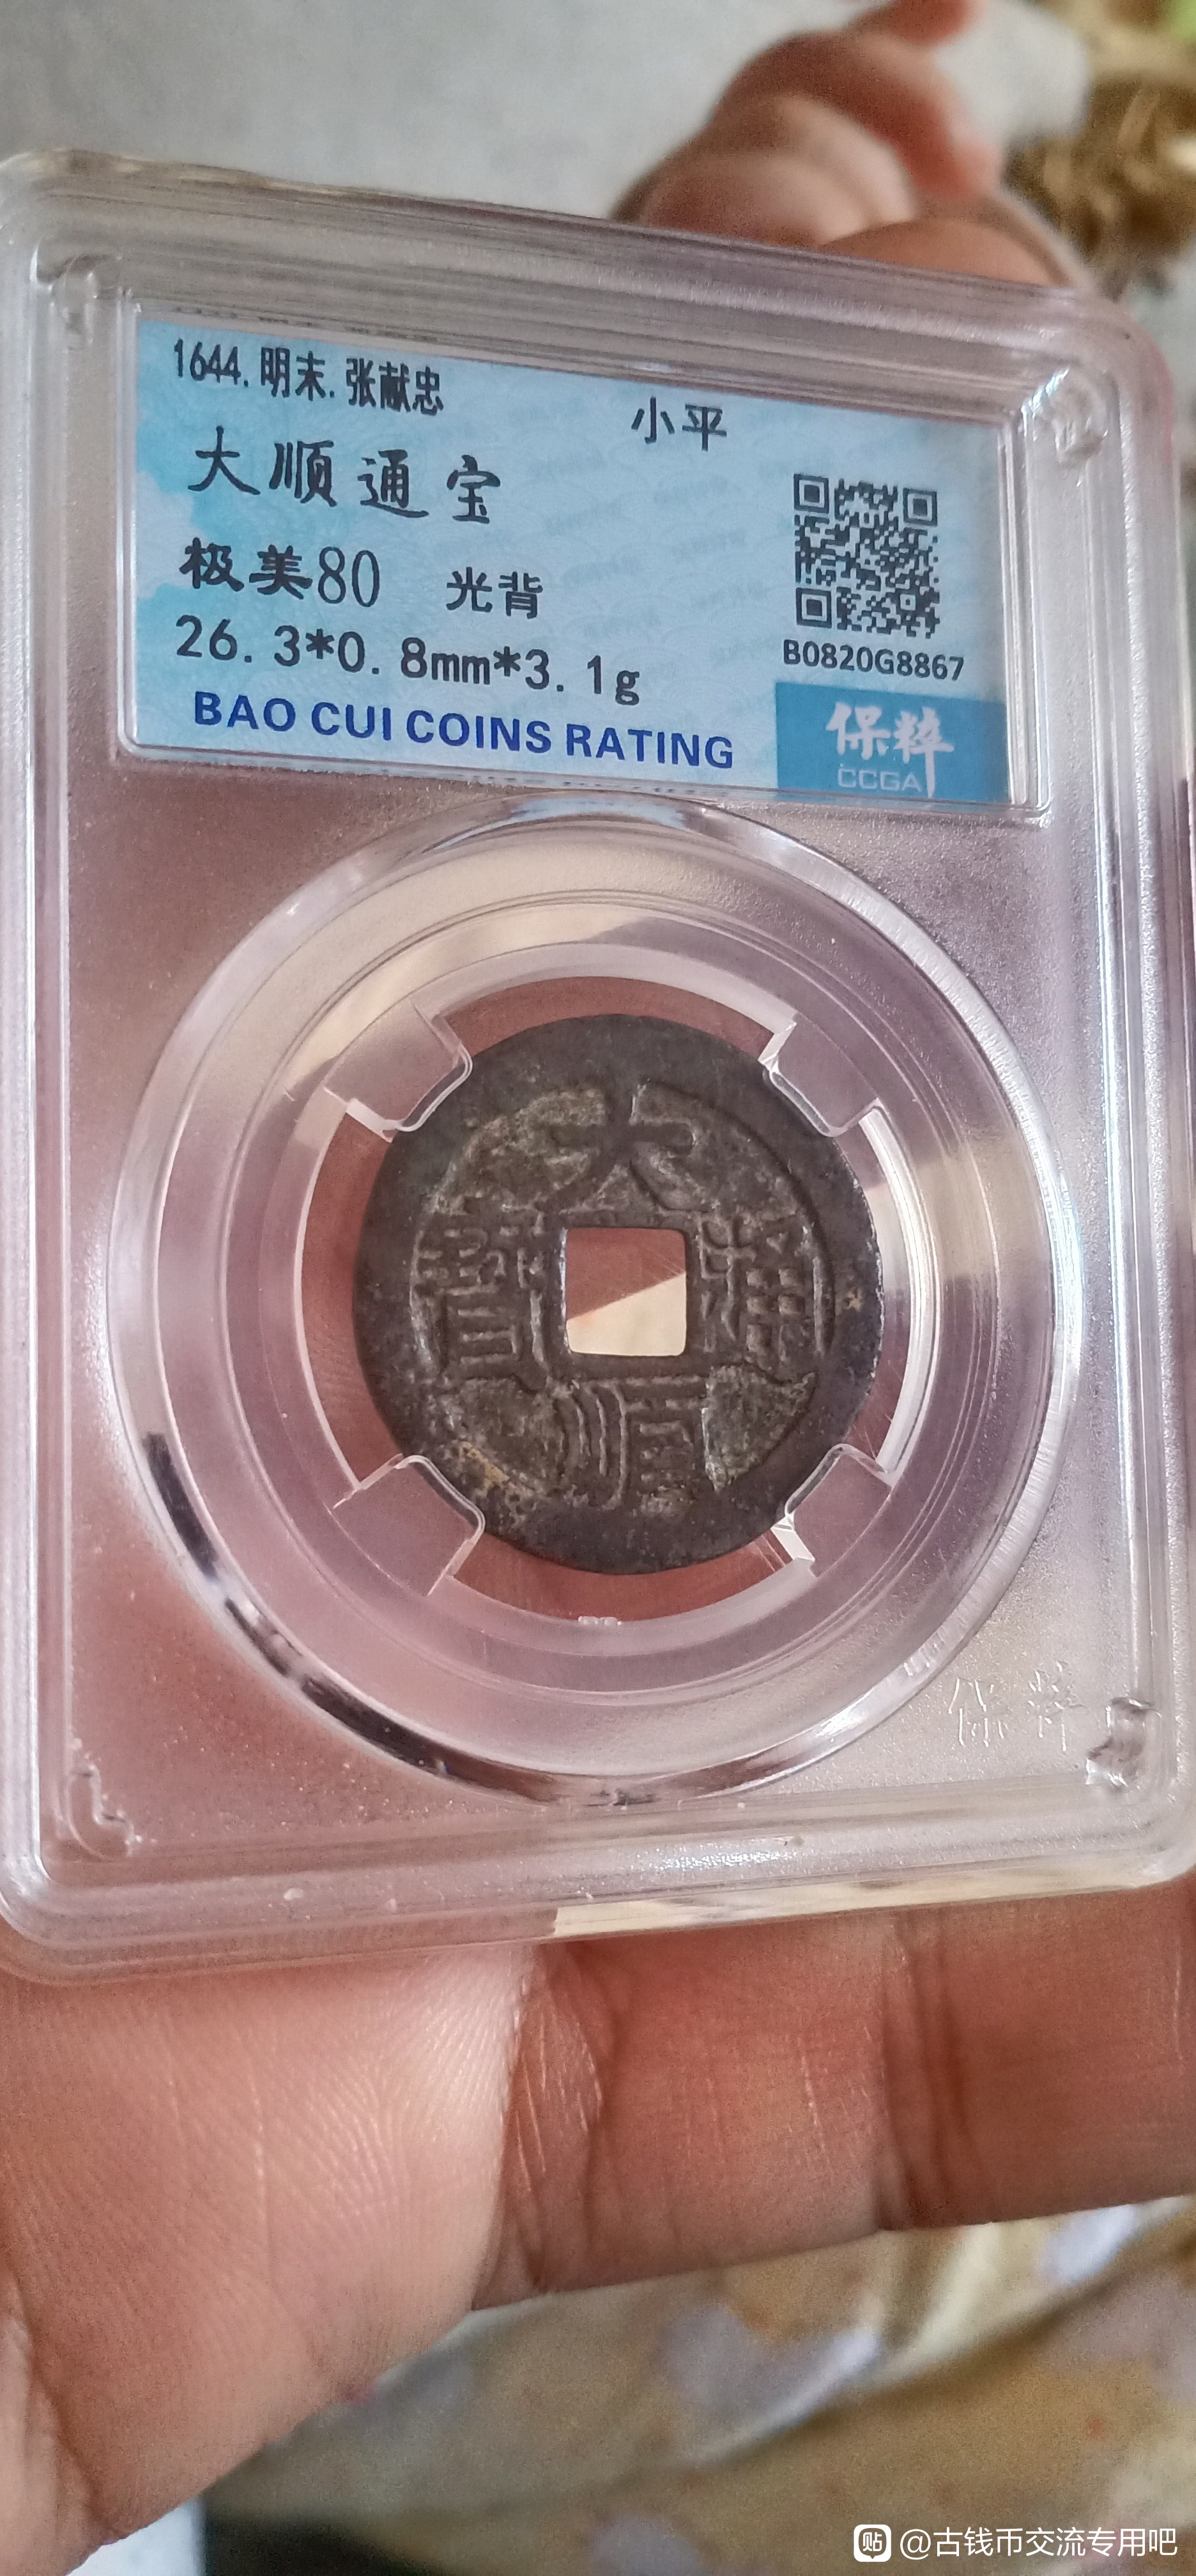 1644.明末.张献忠
小平
大顺通宝
极美80 光背
26.3*0.8mm*3.1g
B0820G8867
BAO CUI COINS RATING
保粹
CCGA
大
寶 通
順
保粹
贴 @古钱币交流专用吧